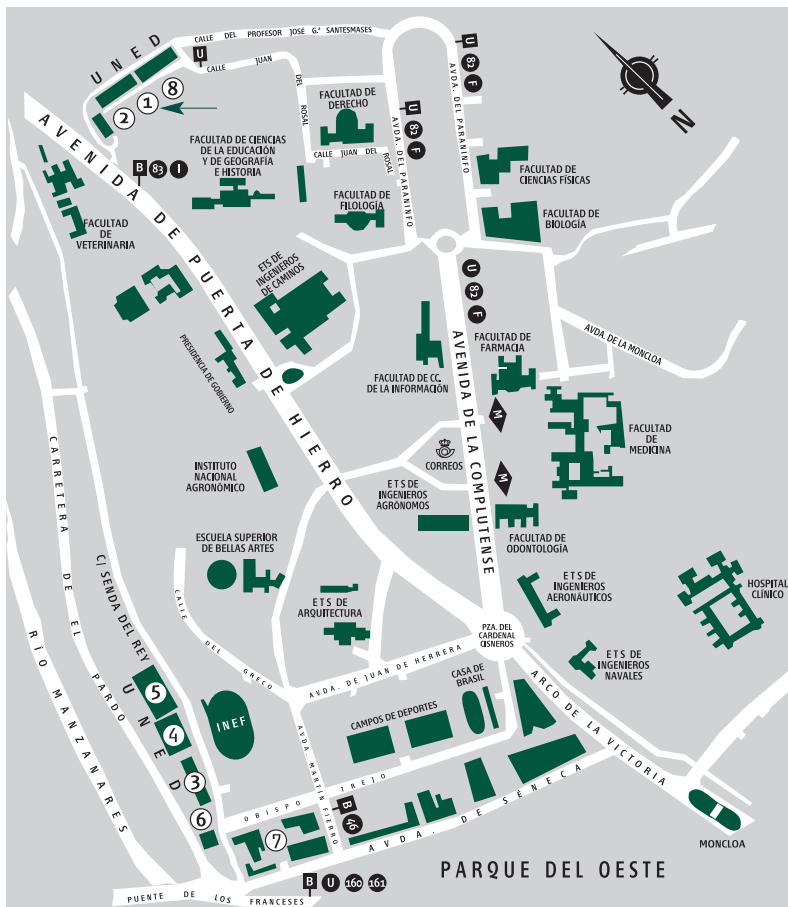 CALLE DEL PROFESOR JOSÉ G.ª SANTESMASES
UNED
U
CALLE JUAN DEL ROSAL
8
1
2
U
82
F
AVDA. DEL PARANINFO
U
82
F
AVDA. DEL PARANINFO
N
FACULTAD DE
DERECHO
CALLE JUAN DEL ROSAL
FACULTAD DE CIENCIAS
DE LA EDUCACIÓN
Y DE GEOGRAFÍA
E HISTORIA
B
83
I
AVENIDA DE PUERTA DE HIERRO
FACULTAD DE
CIENCIAS FÍSICAS
FACULTAD DE
FILOLOGÍA
FACULTAD DE
BIOLOGÍA
FACULTAD
DE
VETERINARIA
ETS DE
INGENIEROS
DE CAMINOS
U
82
F
AVENIDA DE LA COMPLUTENSE
AVDA. DE LA MONCLOA
PRESIDENCIA DE GOBIERNO
FACULTAD DE
FARMACIA
FACULTAD DE CC.
DE LA INFORMACIÓN
M
FACULTAD
DE
MEDICINA
CORREOS
M
INSTITUTO
NACIONAL
AGRONÓMICO
E T S
DE INGENIEROS
AGRÓNOMOS
CARRETERA DE EL PARDO
ESCUELA SUPERIOR
DE BELLAS ARTES
FACULTAD DE
ODONTOLOGÍA
C/ SENDA DEL REY
E T S DE
INGENIEROS
AERONÁUTICOS
HOSPITAL
CLÍNICO
E T S DE
ARQUITECTURA
CALLE DEL GRECO
RÍO MANZANARES
PZA. DEL
CARDENAL
CISNEROS
E T S DE
INGENIEROS
NAVALES
AVDA. DE JUAN DE HERRERA
CASA DE
BRASIL
ARCO DE LA VICTORIA
5
UNED
4
INEF
CAMPOS DE DEPORTES
AVDA. MARTÍN FIERRO
3
OBISPO TREJO
6
B
46
7
AVDA. DE SÉNECA
MONCLOA
PARQUE DEL OESTE
B
U
160
161
PUENTE DE LOS FRANCESES